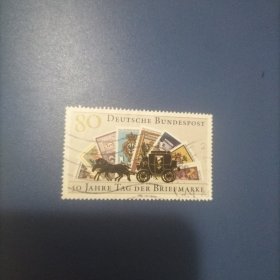 80 DEUTSCHE BUNDESPOST
50 JAHRE TAG DER BRIEFMARKE